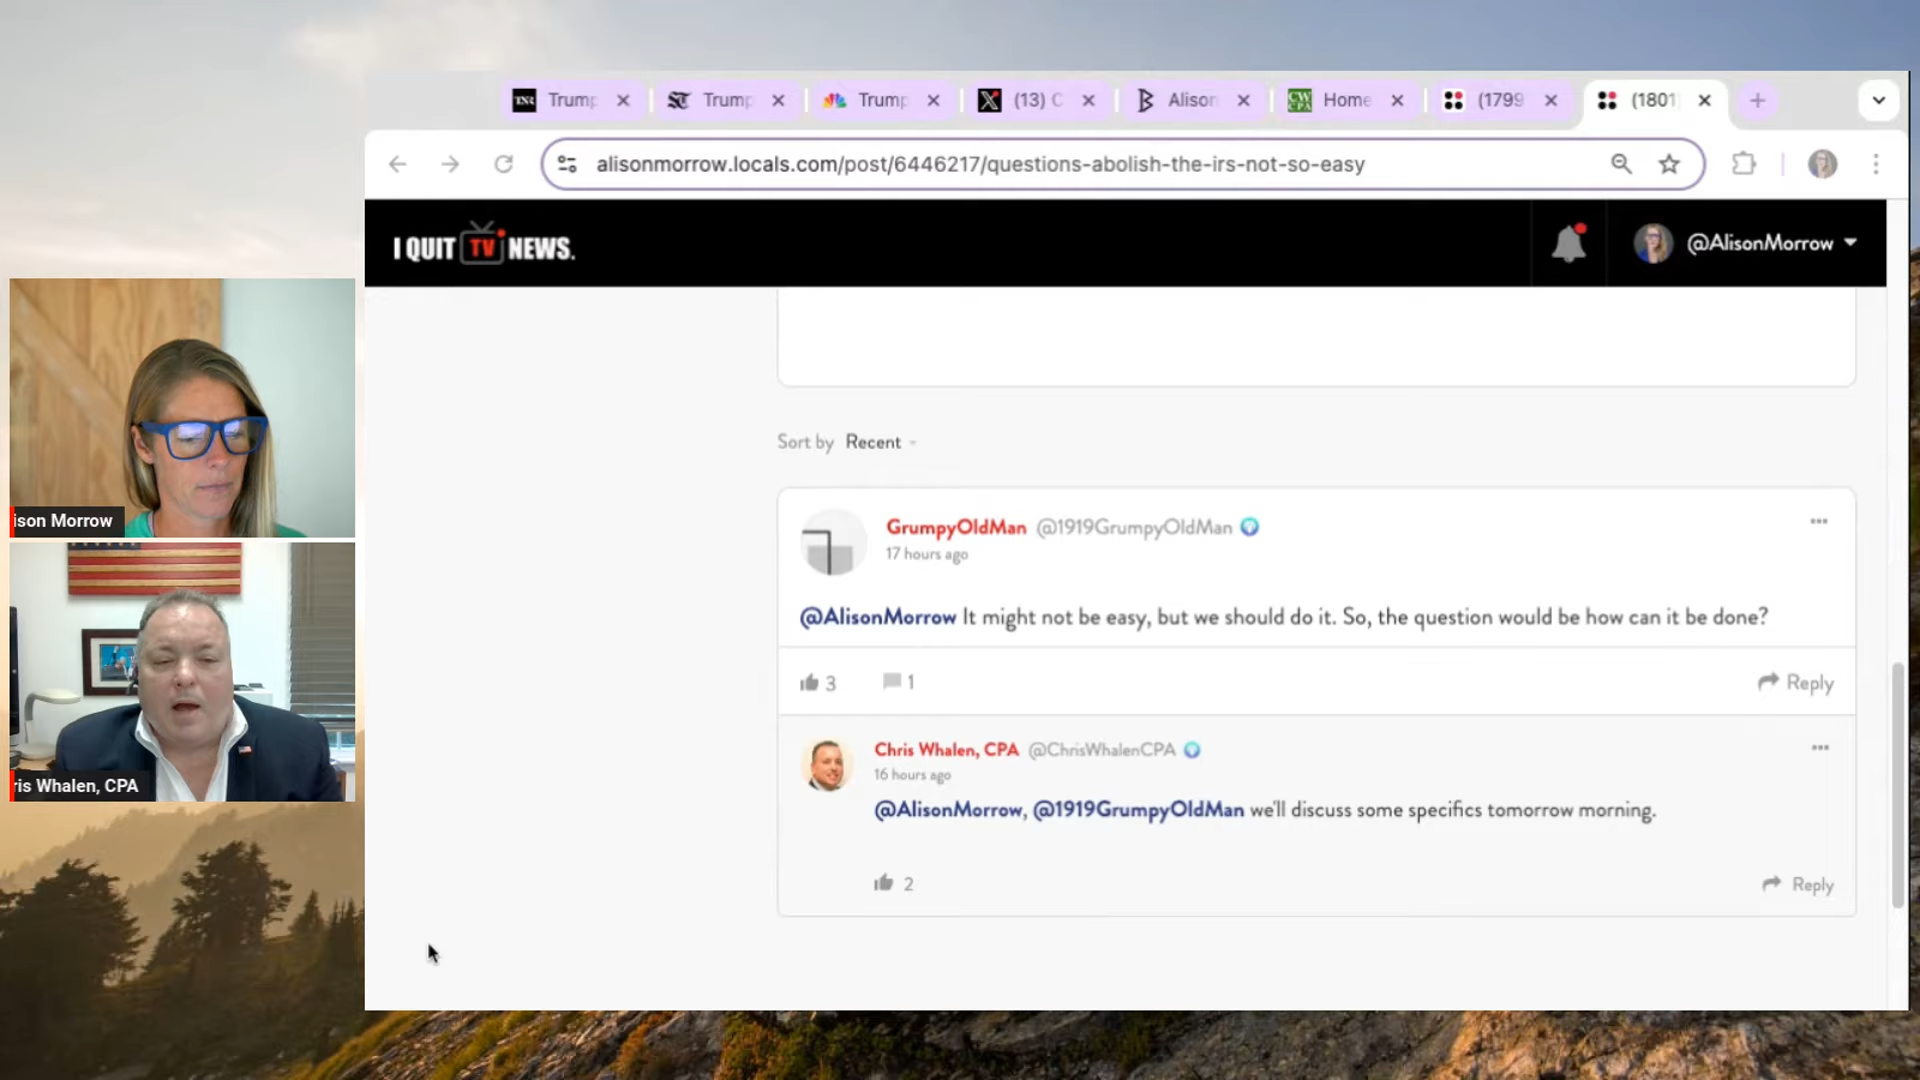 TNR Trump
ST Trump
Trump
(13) C
Alison
CW CPA Home
(1799
(1801
alisonmorrow.locals.com/post/6446217/questions-abolish-the-irs-not-so-easy
I QUIT TV NEWS.
@AlisonMorrow
Sort by Recent
GrumpyOldMan @1919GrumpyOldMan
17 hours ago
@AlisonMorrow It might not be easy, but we should do it. So, the question would be how can it be done?
3
1
Reply
Chris Whalen, CPA @ChrisWhalenCPA
16 hours ago
@AlisonMorrow, @1919GrumpyOldMan we'll discuss some specifics tomorrow morning.
2
Reply
ison Morrow
ris Whalen, CPA